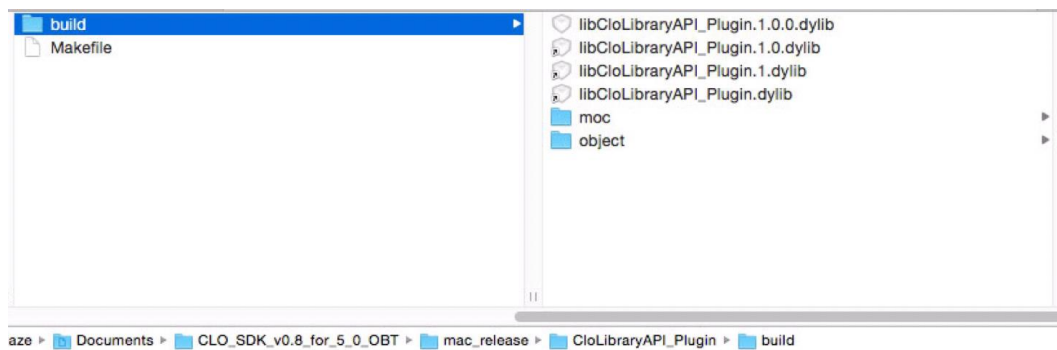 build
Makefile
libCloLibraryAPI_Plugin.1.0.0.dylib
libCloLibraryAPI_Plugin.1.0.dylib
libCloLibraryAPI_Plugin.1.dylib
libCloLibraryAPI_Plugin.dylib
moc
object
aze ▸ Documents ▸ CLO_SDK_v0.8_for_5_0_OBT ▸ mac_release ▸ CloLibraryAPI_Plugin ▸ build